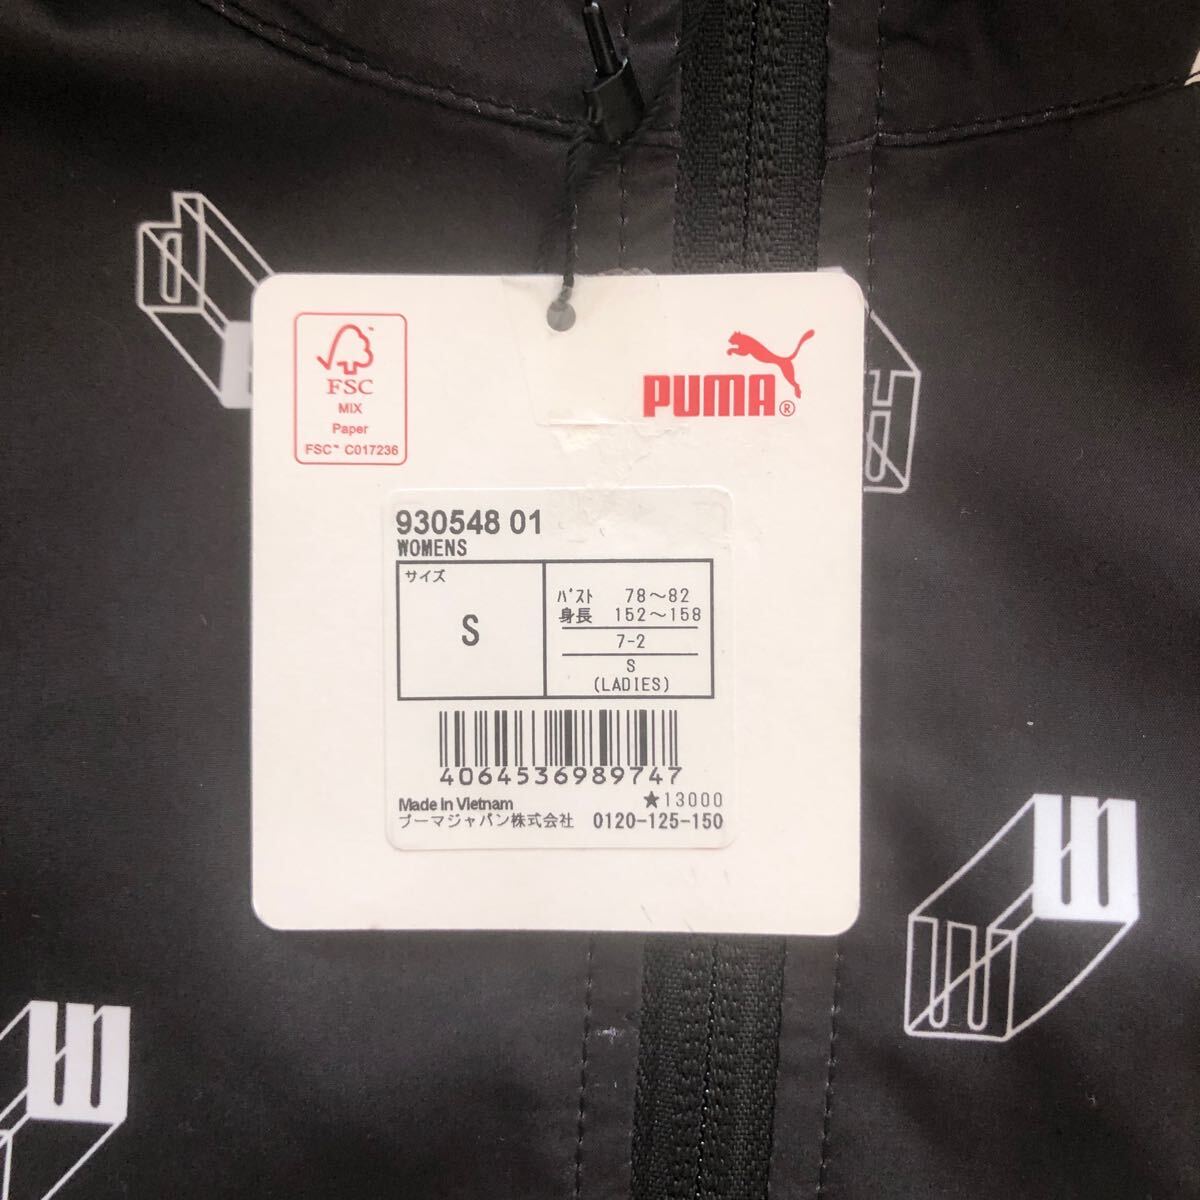 FSC
MIX
Paper
FSC™ C017236
PUMA®
930548 01
WOMENS
サイズ
S
バスト 78〜82
身長 152〜158
7-2
S
(LADIES)
4064536989747
★13000
Made in Vietnam
プーマジャパン株式会社 0120-125-150